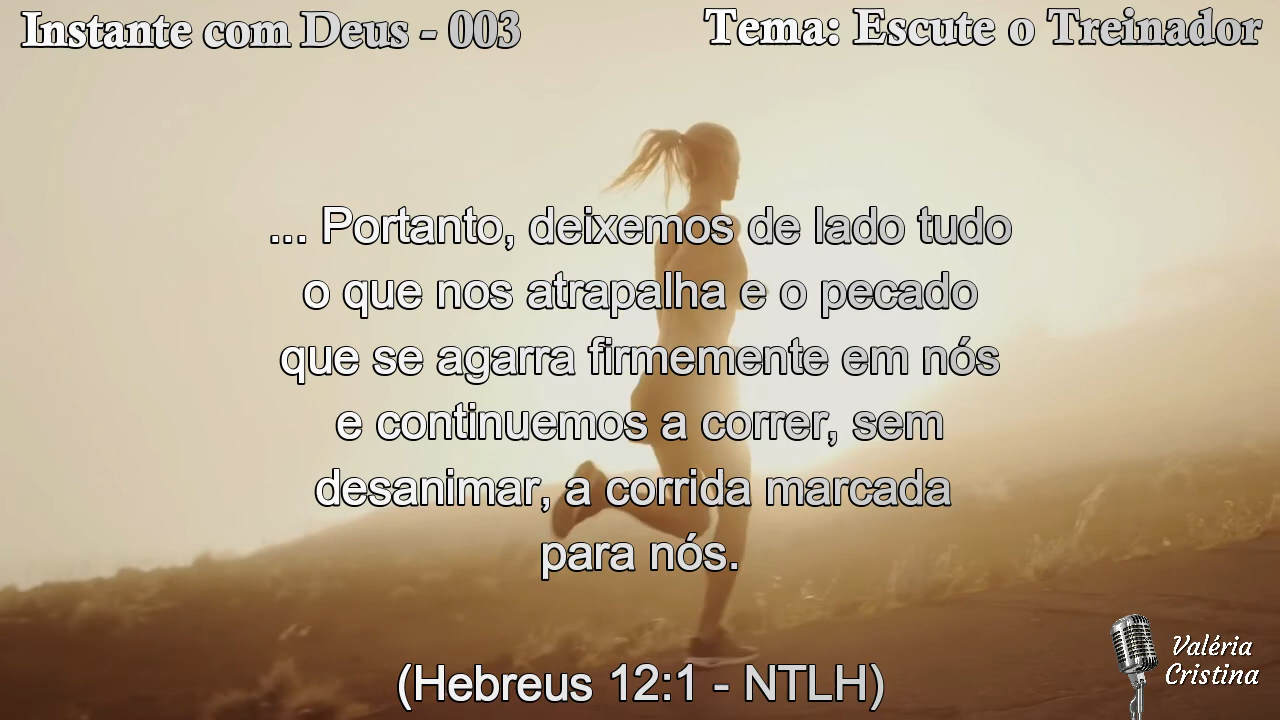 Instante com Deus - 003
Tema: Escute o Treinador
... Portanto, deixemos de lado tudo
o que nos atrapalha e o pecado
que se agarra firmemente em nós
e continuemos a correr, sem
desanimar, a corrida marcada
para nós.
(Hebreus 12:1 - NTLH)
Valéria
Cristina